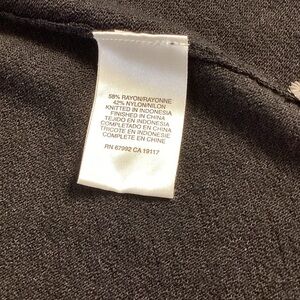 58% RAYON/RAYONNE
42% NYLON/NILON
KNITTED IN INDONESIA
FINISHED IN CHINA
TEJIDO EN INDONESIA
COMPLETADO EN CHINA
TRICOTE EN INDONESIE
COMPLETE EN CHINE
RN 67992 CA 19117